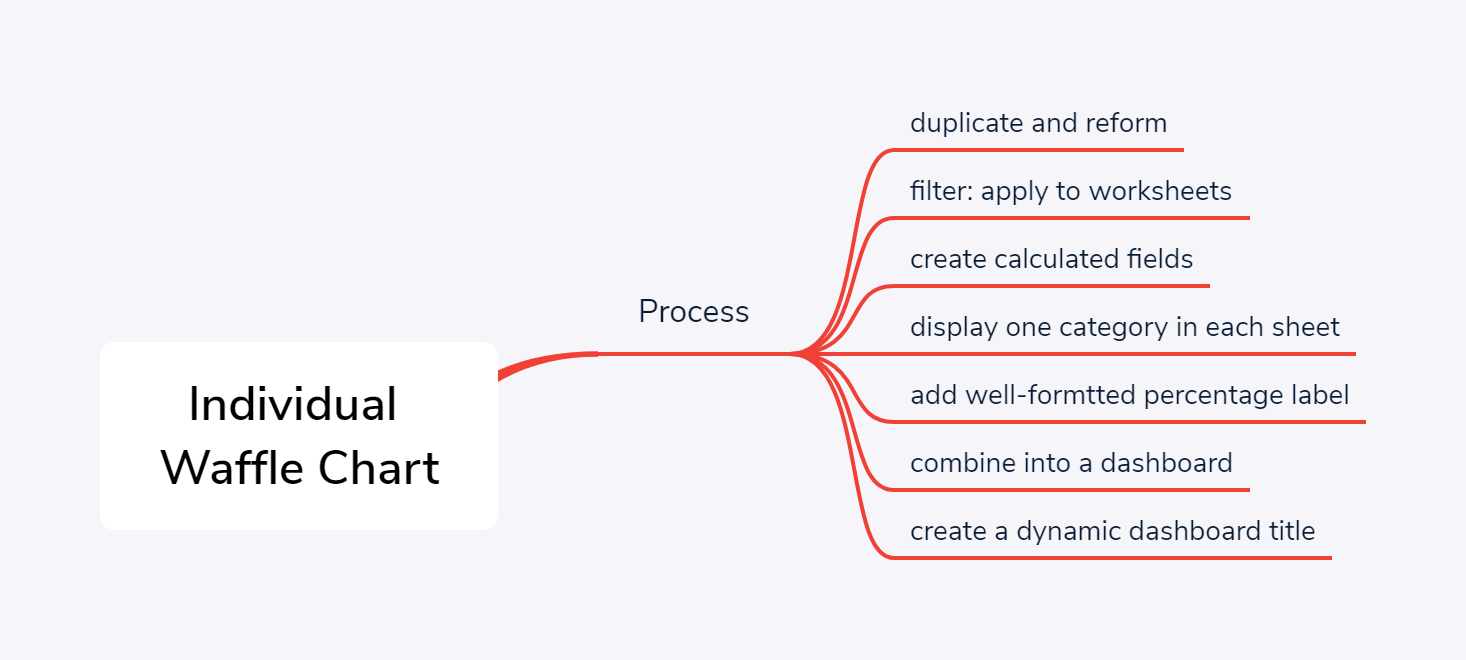 duplicate and reform
filter: apply to worksheets
create calculated fields
Process
display one category in each sheet
Individual
Waffle Chart
add well-formtted percentage label
combine into a dashboard
create a dynamic dashboard title